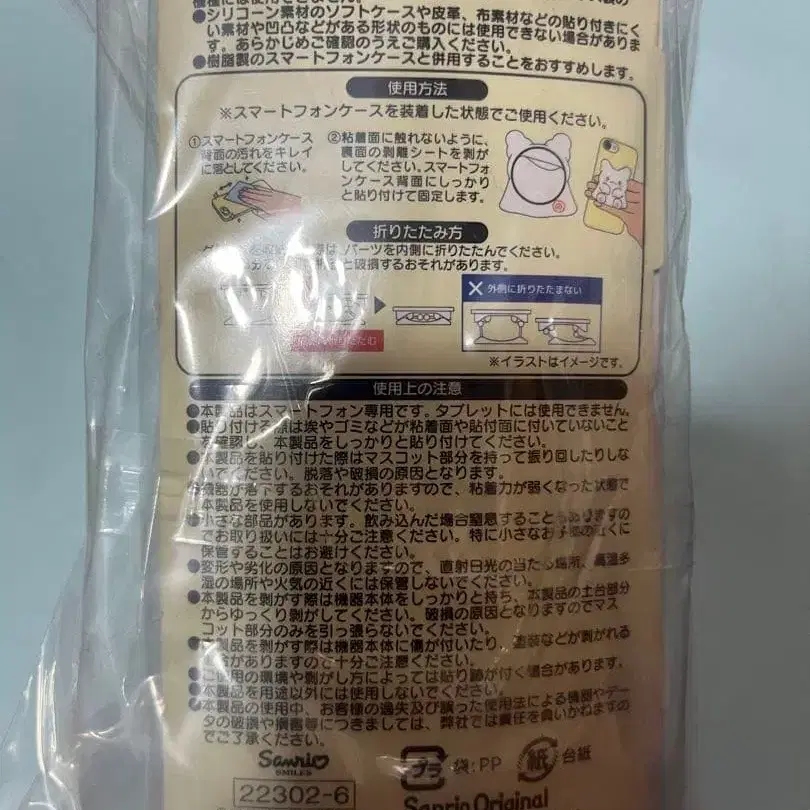 機種には使用できません。
●シリコーン素材のソフトケースや皮革、布素材などの貼り付きにく
い素材や凹凸などがある形状のものには使用できない場合がありま
す。あらかじめご確認のうえご購入ください。
●樹脂製のスマートフォンケースと併用することをおすすめします。
使用方法
※スマートフォンケースを装着した状態でご使用ください。
①スマートフォンケース
背面の汚れをキレイ
に落としてください。
②粘着面に触れないように、
裏面の剥離シートを剥が
してください。スマートフォ
ンケース背面にしっかり
と貼り付けて固定します。
折りたたみ方
際は、パーツを内側に折りたたんでください。
と破損するおそれがあります。
✕ 外側に折りたたまない
折りたたむ
※イラストはイメージです。
使用上の注意
●本製品はスマートフォン専用です。タブレットには使用できません。
●貼り付ける際は埃やゴミなどが粘着面や貼付面に付いていないこと
を確認し、本製品をしっかりと貼り付けてください。
●本製品を貼り付けた際はマスコット部分を持って振り回したりしな
いでください。脱落や破損の原因となります。
●機器が落下するおそれがありますので、粘着力が弱くなった状態で
本製品を使用しないでください。
●小さな部品があります。飲み込んだ場合窒息することもありますの
でお取り扱いには十分ご注意ください。特に小さなお子様の近くに
保管することはお避けください。
●変形や劣化の原因となりますので、直射日光の当たる場所、高温多
湿の場所や火気の近くには保管しないでください。
●本製品を剥がす際は機器本体をしっかりと持ち、本製品の土台部分
からゆっくり剥がしてください。破損の原因となりますのでマス
コット部分のみを引っ張らないでください。
●本製品を剥がす際は機器本体に傷が付いたり、塗装などが剥がれる
場合がありますので十分ご注意ください。
●ご使用の環境や剥がし方によっては貼り跡が付く場合があります。
●本製品を用途以外には使用しないでください。
●本製品の使用中、お客様の過失及び誤った使用法による機器やデー
タの破損や損害等につきましては、弊社では責任を負いかねますの
でご了承ください。
Sanrio
SMILES
22302-6
プラ 袋:PP 紙 台紙
Sanrio Original